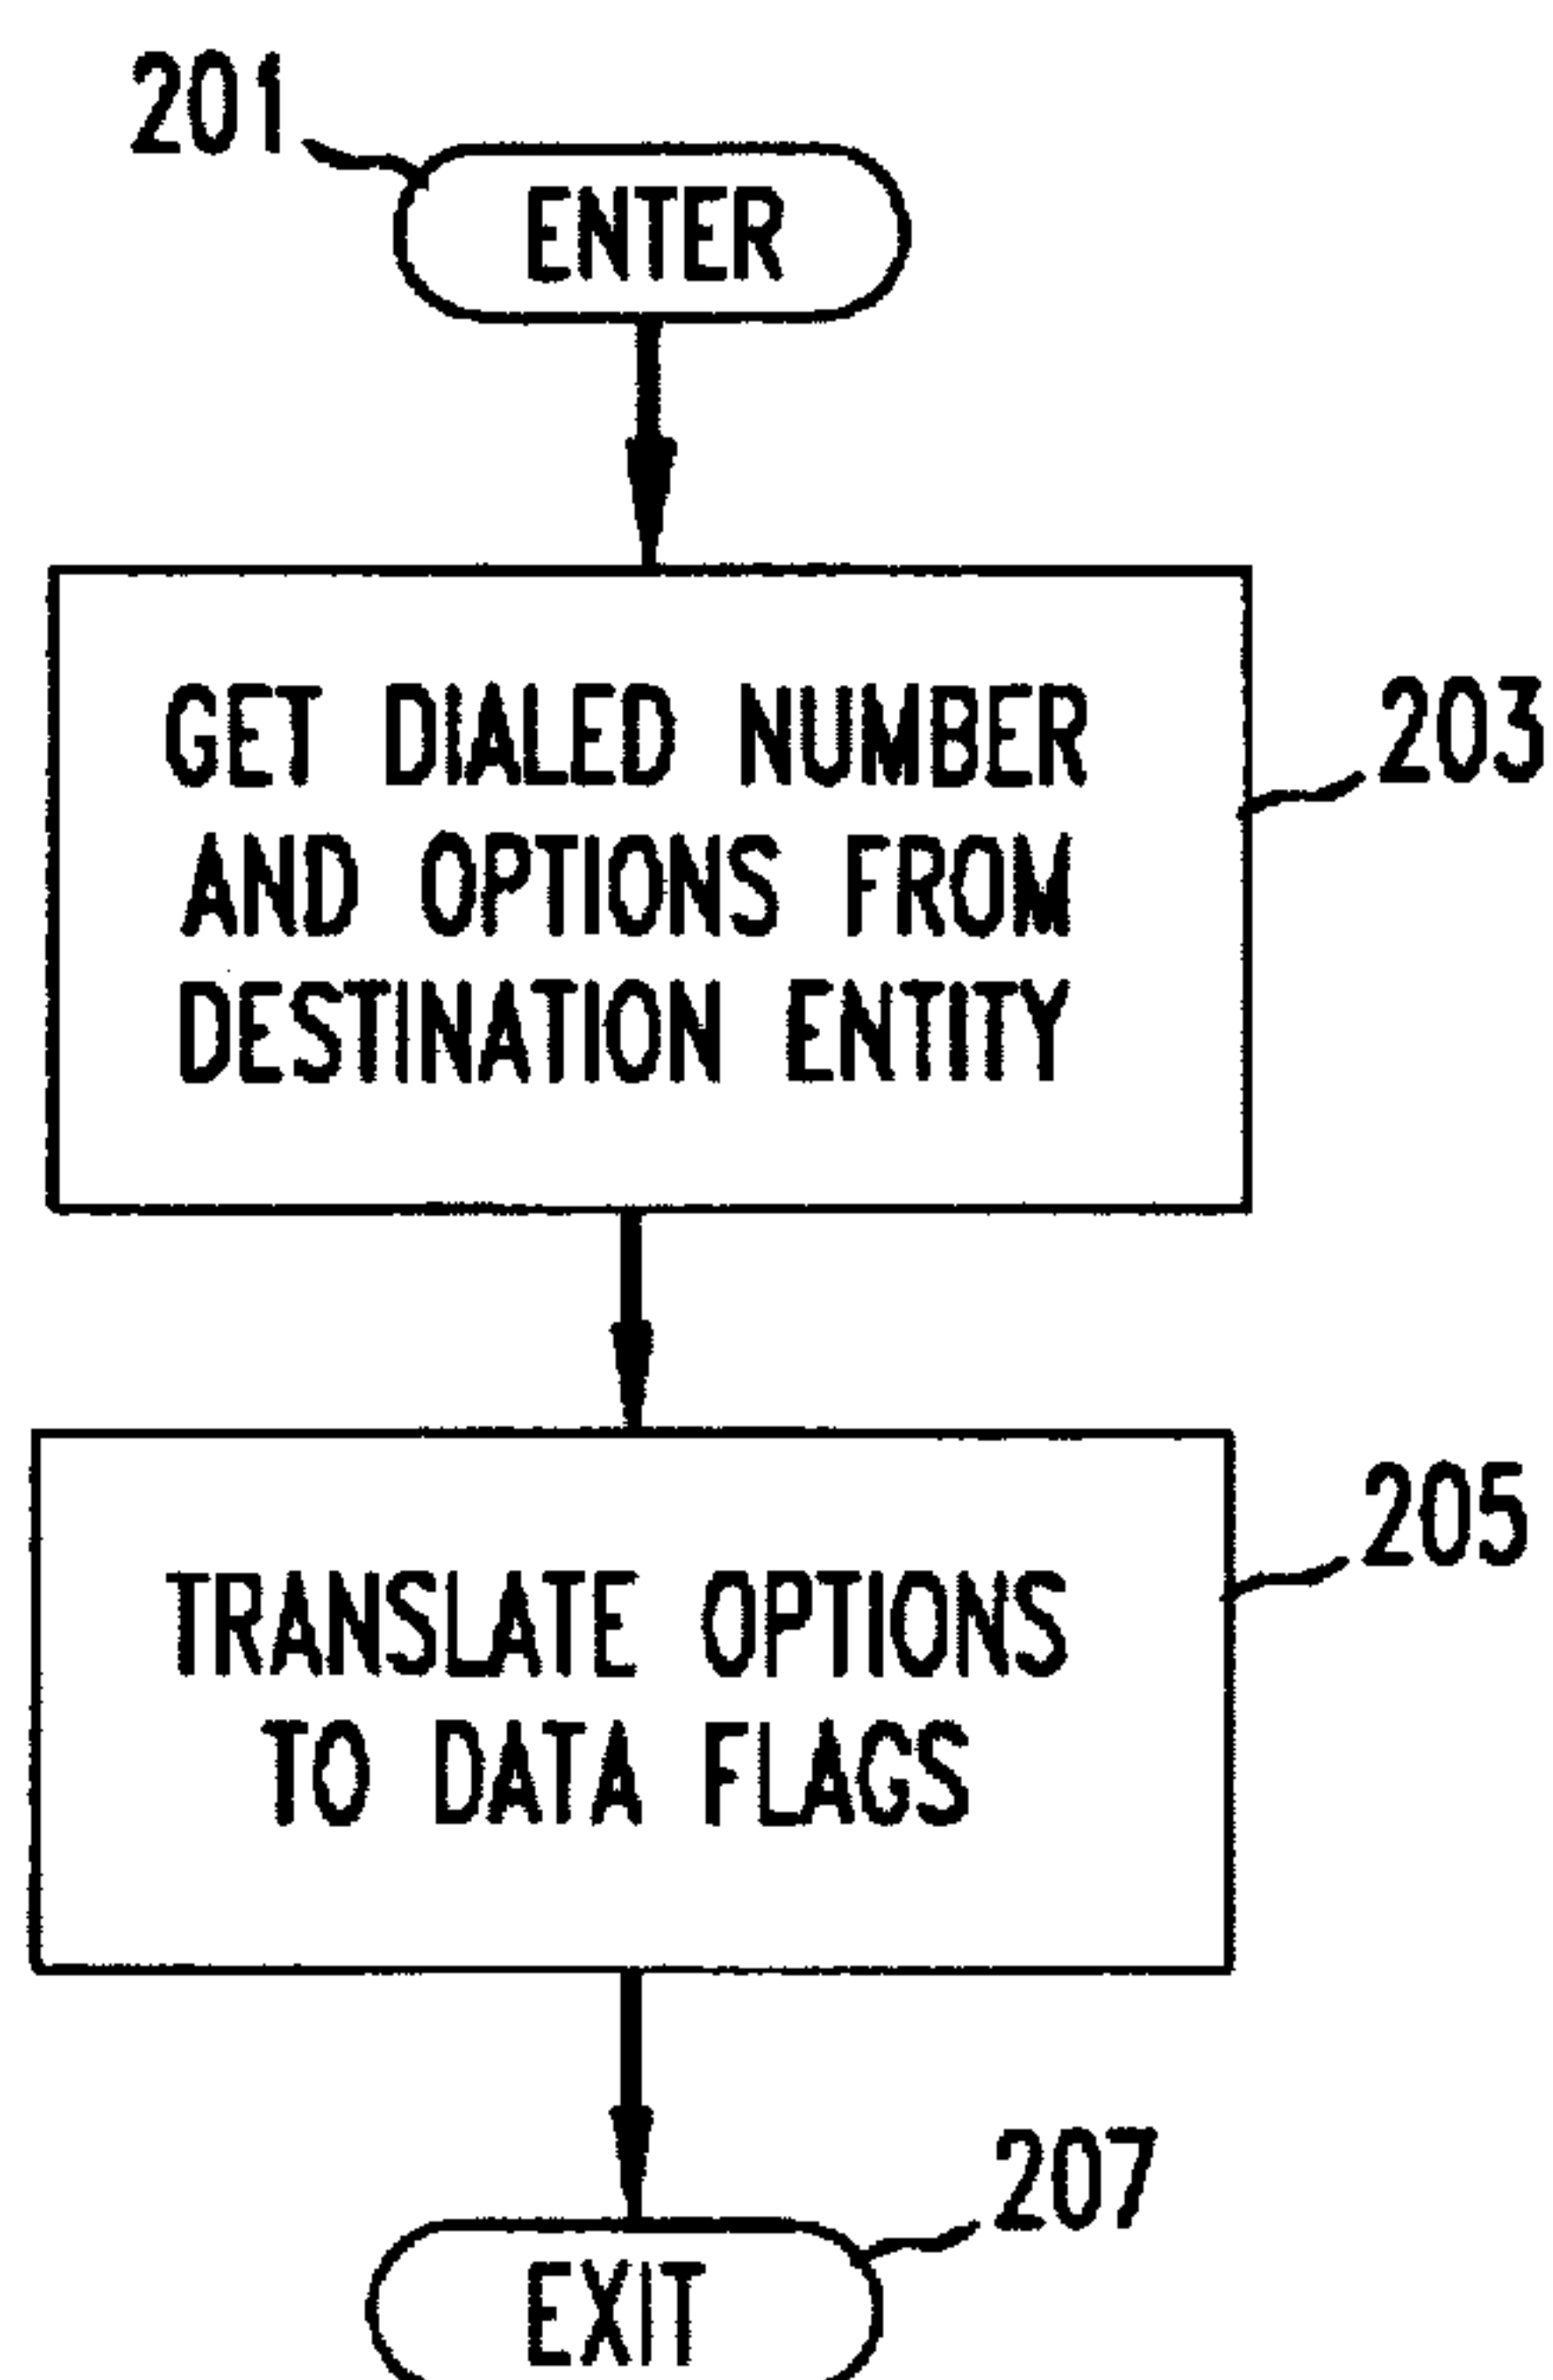 201
ENTER
GET DIALED NUMBER
AND OPTIONS FROM
DESTINATION ENTITY
203
TRANSLATE OPTIONS
TO DATA FLAGS
205
207
EXIT